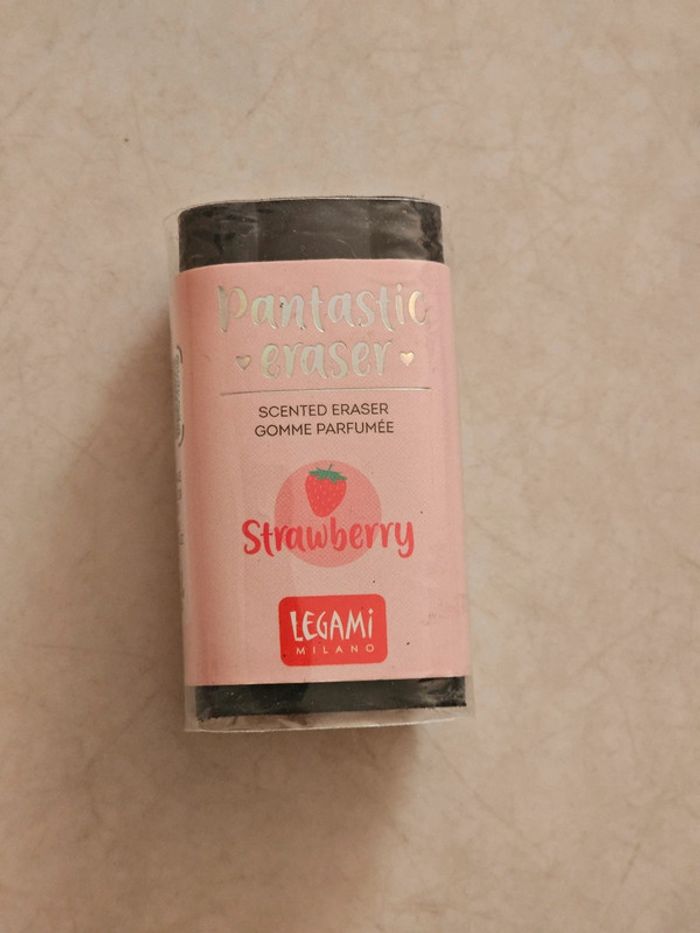 Pantastic
eraser
SCENTED ERASER
GOMME PARFUMÉE
Strawberry
LEGAMi
MILANO